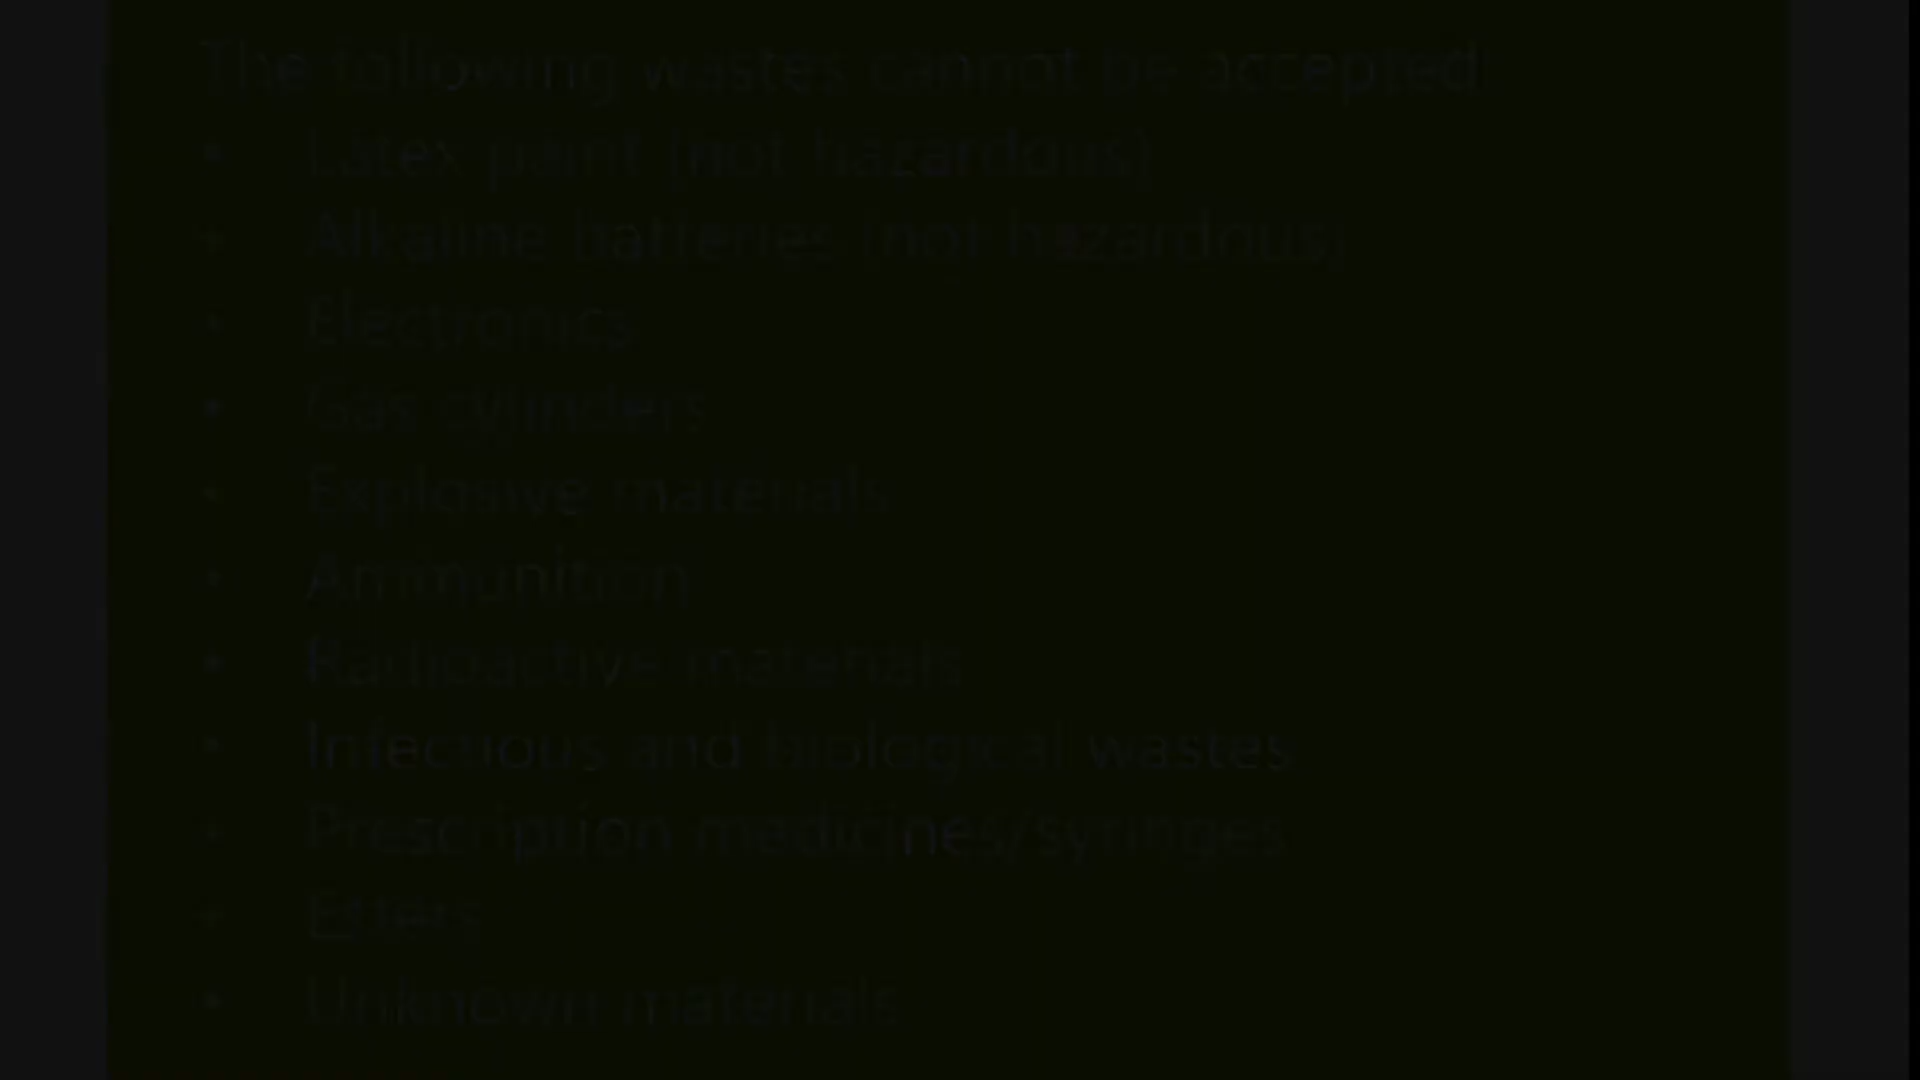 The following wastes cannot be accepted
• Latex paint (not hazardous)
• Alkaline batteries (not hazardous)
• Electronics
• Gas cylinders
• Explosive materials
• Ammunition
• Radioactive materials
• Infectious and biological wastes
• Prescription medicines/syringes
• Ethers
• Unknown materials